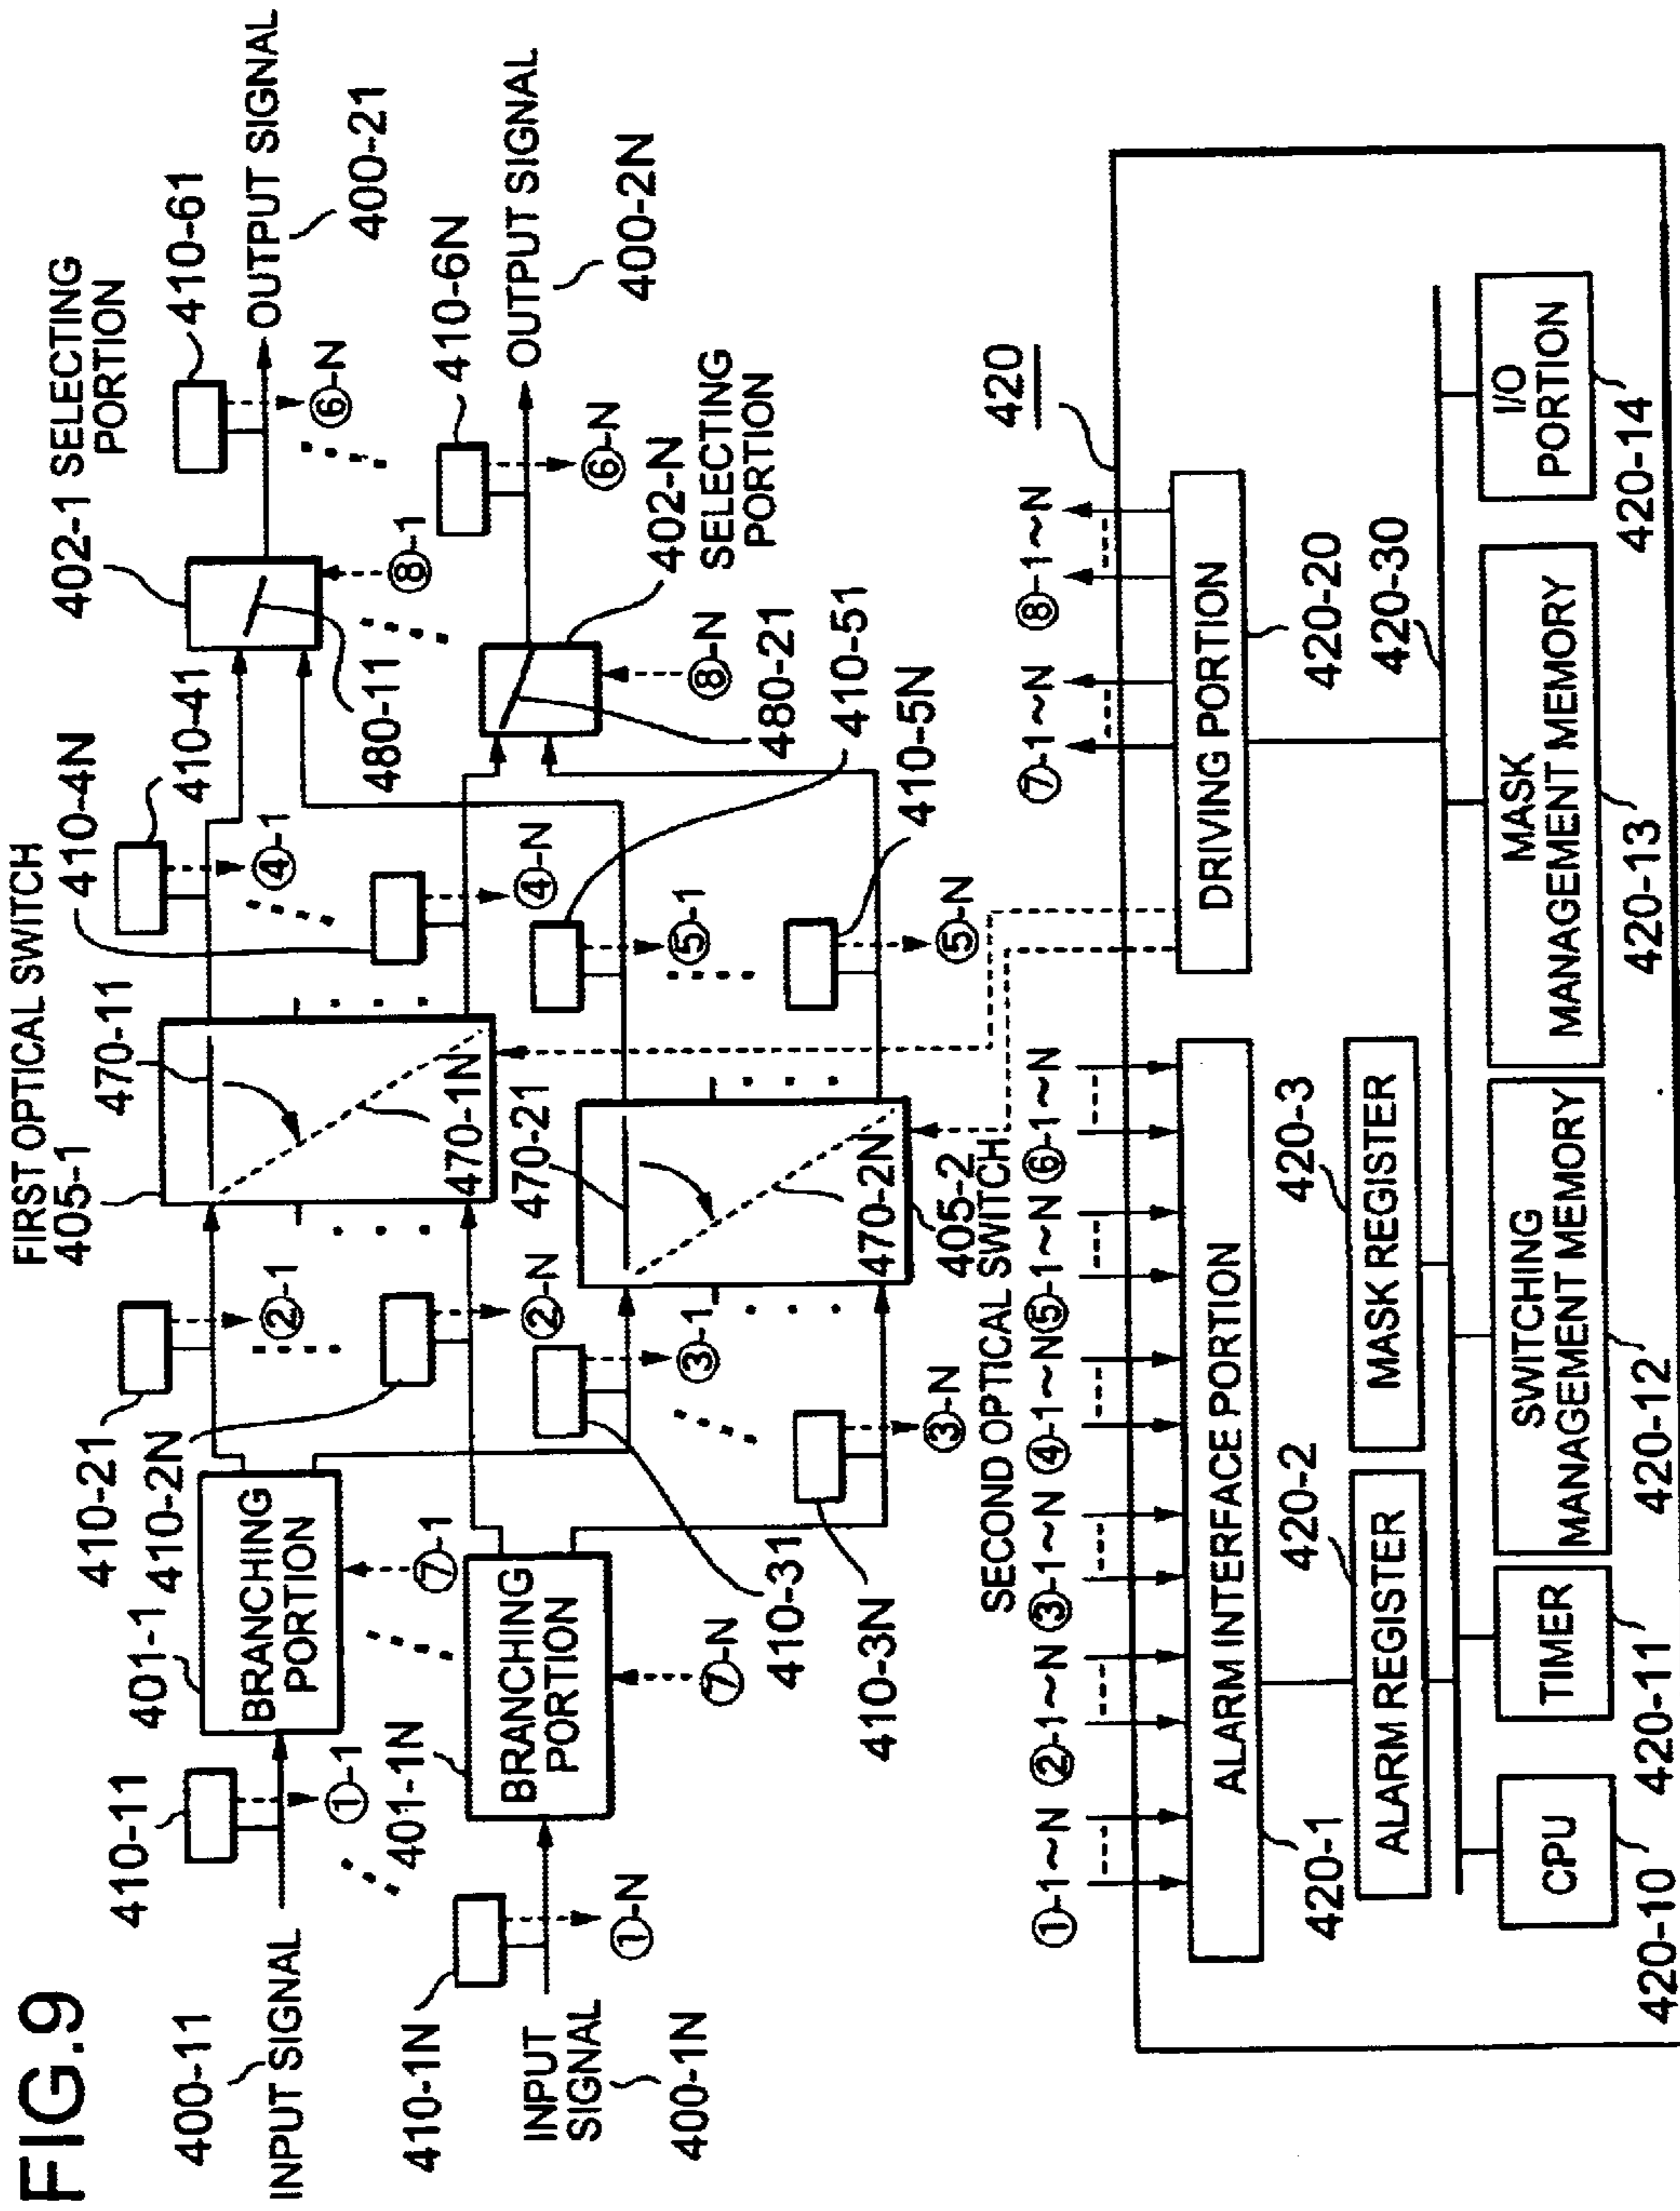 FIG.9
FIRST OPTICAL SWITCH
405-1
470-11
410-4N
410-41
402-1 SELECTING
PORTION
410-61
OUTPUT SIGNAL
400-21
400-11
INPUT SIGNAL
410-11
①-1
401-1
BRANCHING
PORTION
⑦-1
410-21
②-1
410-2N
②-N
470-1N
④-1
④-N
480-11
⑧-1
⑥-N
410-6N
OUTPUT SIGNAL
400-2N
⑥-N
402-N
SELECTING
PORTION
⑧-N
480-21
410-51
410-5N
410-1N
INPUT
SIGNAL
400-1N
①-N
401-1N
BRANCHING
PORTION
⑦-N
410-31
③-1
410-3N
③-N
470-21
470-2N
405-2
SECOND OPTICAL SWITCH
⑤-1
⑤-N
420
①-1~N
②-1~N
③-1~N
④-1~N
⑤-1~N
⑥-1~N
⑦-1~N
⑧-1~N
ALARM INTERFACE PORTION
420-1
DRIVING PORTION
420-20
ALARM REGISTER
420-2
MASK REGISTER
420-3
420-30
CPU
420-10
TIMER
420-11
SWITCHING
MANAGEMENT MEMORY
420-12
MASK
MANAGEMENT MEMORY
420-13
I/O
PORTION
420-14